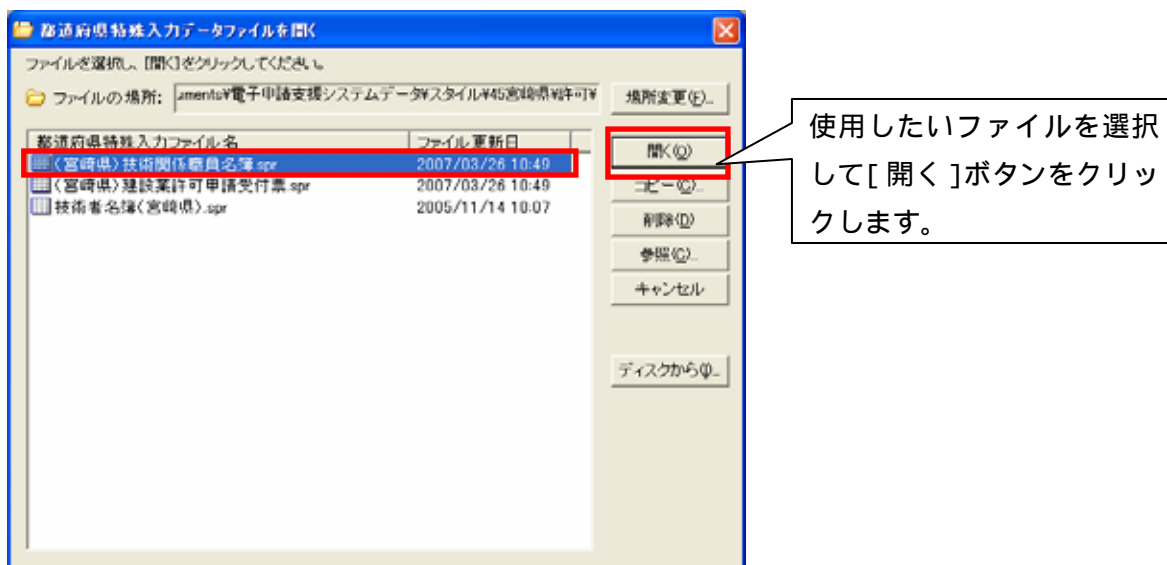 都道府県特殊入力データファイルを開く
ファイルを選択し、[開く]をクリックしてください。
ファイルの場所: uments¥電子申請支援システムデータ¥スタイル¥45宮崎県¥許可¥ 場所変更(F)...
都道府県特殊入力ファイル名 ファイル更新日
(宮崎県)技術関係職員名簿.spr 2007/03/26 10:49
(宮崎県)建設業許可申請受付票.spr 2007/03/26 10:49
技術者名簿(宮崎県).spr 2005/11/14 10:07
開く(O)
コピー(C)...
削除(D)
参照(C)...
キャンセル
ディスクから(I)...
使用したいファイルを選択
して[ 開く ]ボタンをクリッ
クします。